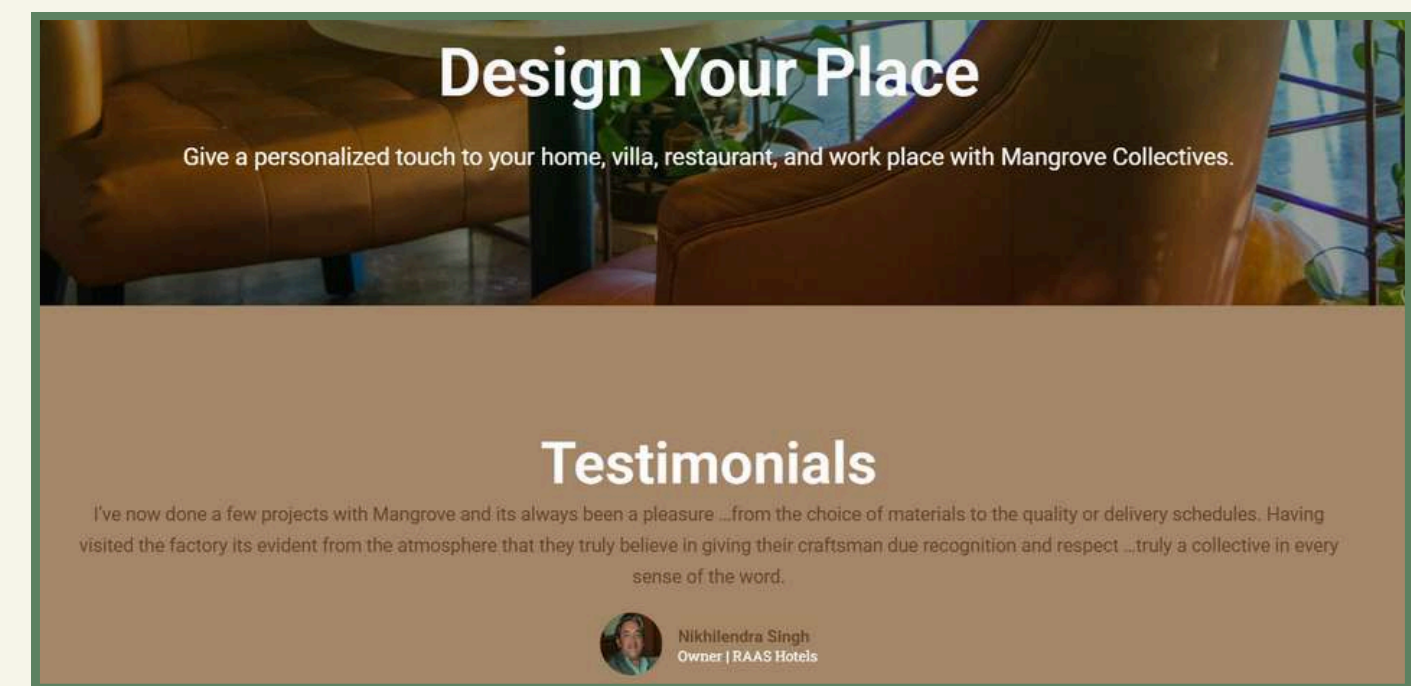 Design Your Place
Give a personalized touch to your home, villa, restaurant, and work place with Mangrove Collectives.
Testimonials
I've now done a few projects with Mangrove and its always been a pleasure ...from the choice of materials to the quality or delivery schedules. Having
visited the factory its evident from the atmosphere that they truly believe in giving their craftsman due recognition and respect ...truly a collective in every
sense of the word.
Nikhilendra Singh
Owner | RAAS Hotels